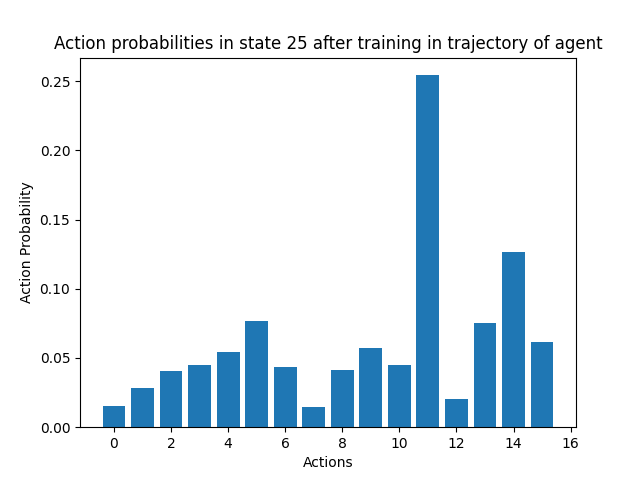 Action probabilities in state 25 after training in trajectory of agent
0.25
0.20
0.15
0.10
0.05
0.00
Action Probability
0 2 4 6 8 10 12 14 16
Actions